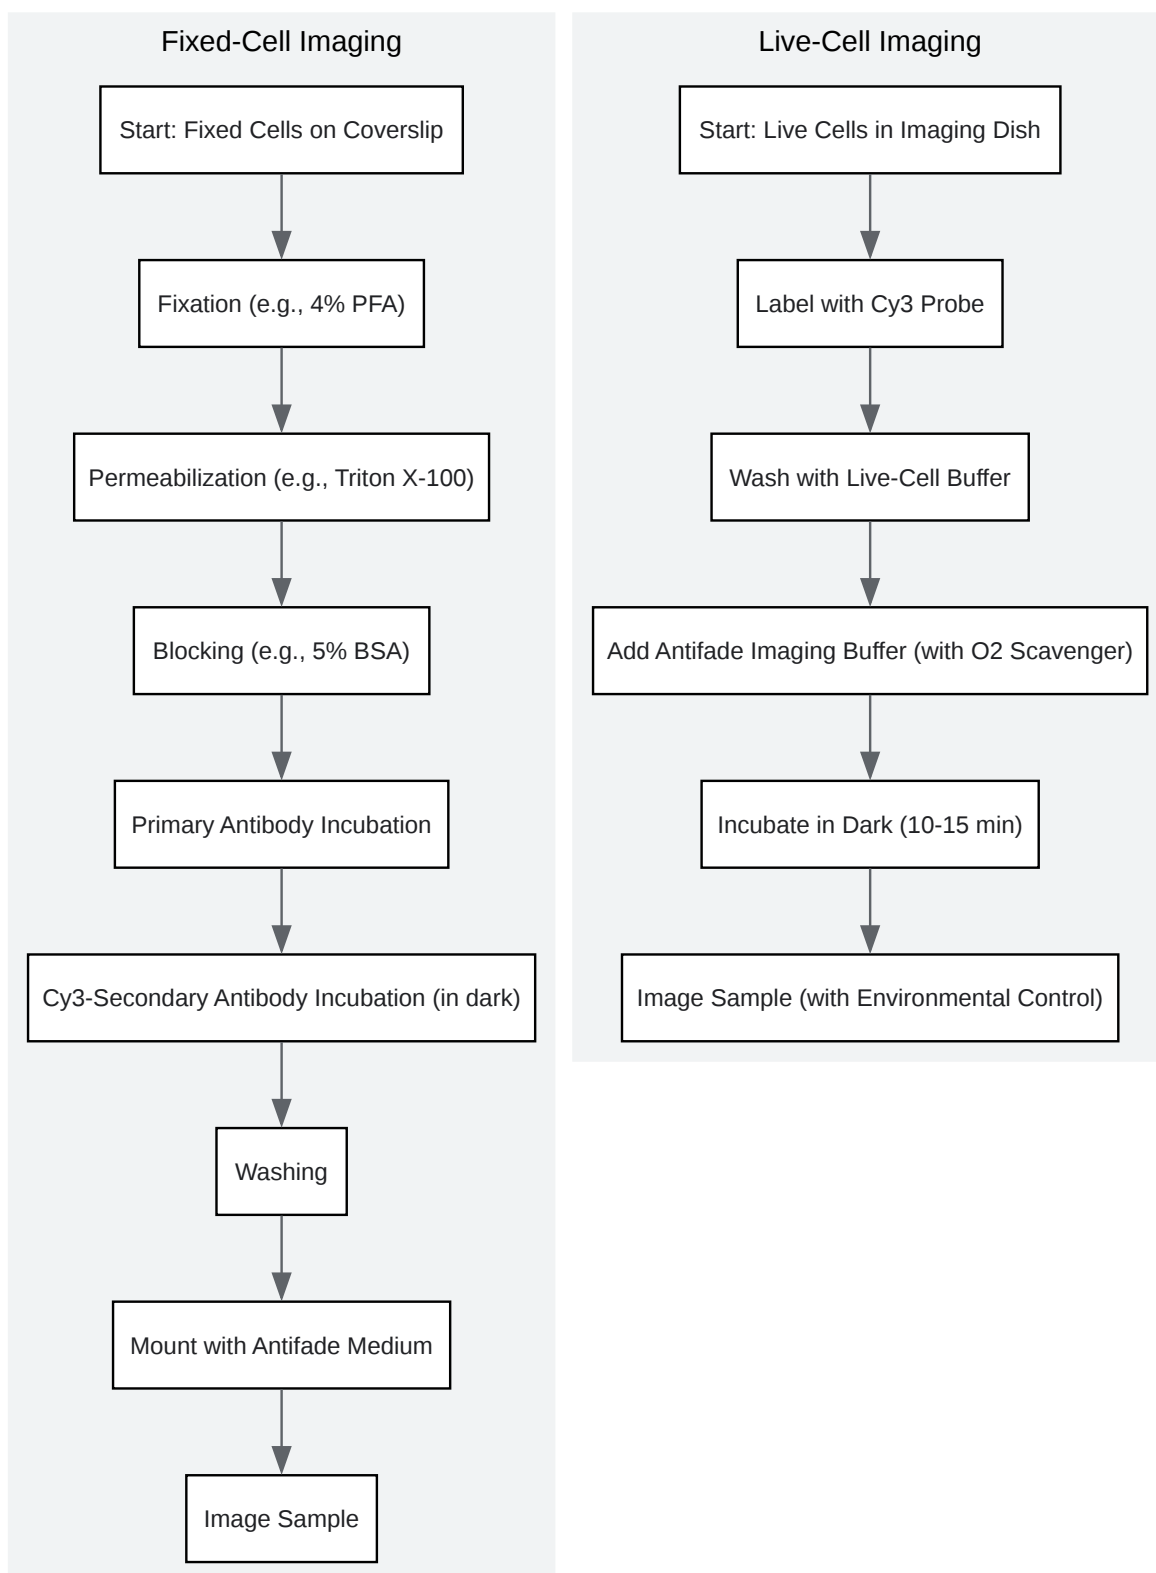 Fixed-Cell Imaging
Start: Fixed Cells on Coverslip
Fixation (e.g., 4% PFA)
Permeabilization (e.g., Triton X-100)
Blocking (e.g., 5% BSA)
Primary Antibody Incubation
Cy3-Secondary Antibody Incubation (in dark)
Washing
Mount with Antifade Medium
Image Sample
Live-Cell Imaging
Start: Live Cells in Imaging Dish
Label with Cy3 Probe
Wash with Live-Cell Buffer
Add Antifade Imaging Buffer (with O2 Scavenger)
Incubate in Dark (10-15 min)
Image Sample (with Environmental Control)